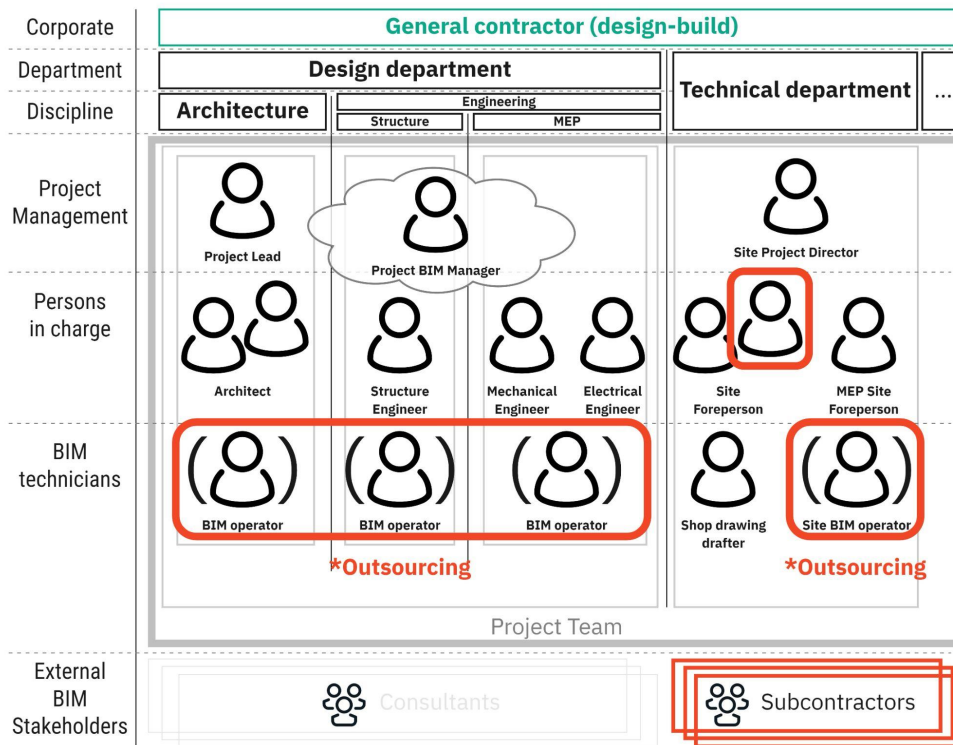 Corporate
General contractor (design-build)
Department
Design department
Technical department
...
Discipline
Architecture
Engineering
Structure
MEP
Project
Management
Project Lead
Project BIM Manager
Site Project Director
Persons
in charge
Architect
Structure
Engineer
Mechanical
Engineer
Electrical
Engineer
Site
Foreperson
MEP Site
Foreperson
BIM
technicians
( )
( )
( )
( )
BIM operator
BIM operator
BIM operator
Shop drawing
drafter
Site BIM operator
*Outsourcing
*Outsourcing
Project Team
External
BIM
Stakeholders
Consultants
Subcontractors